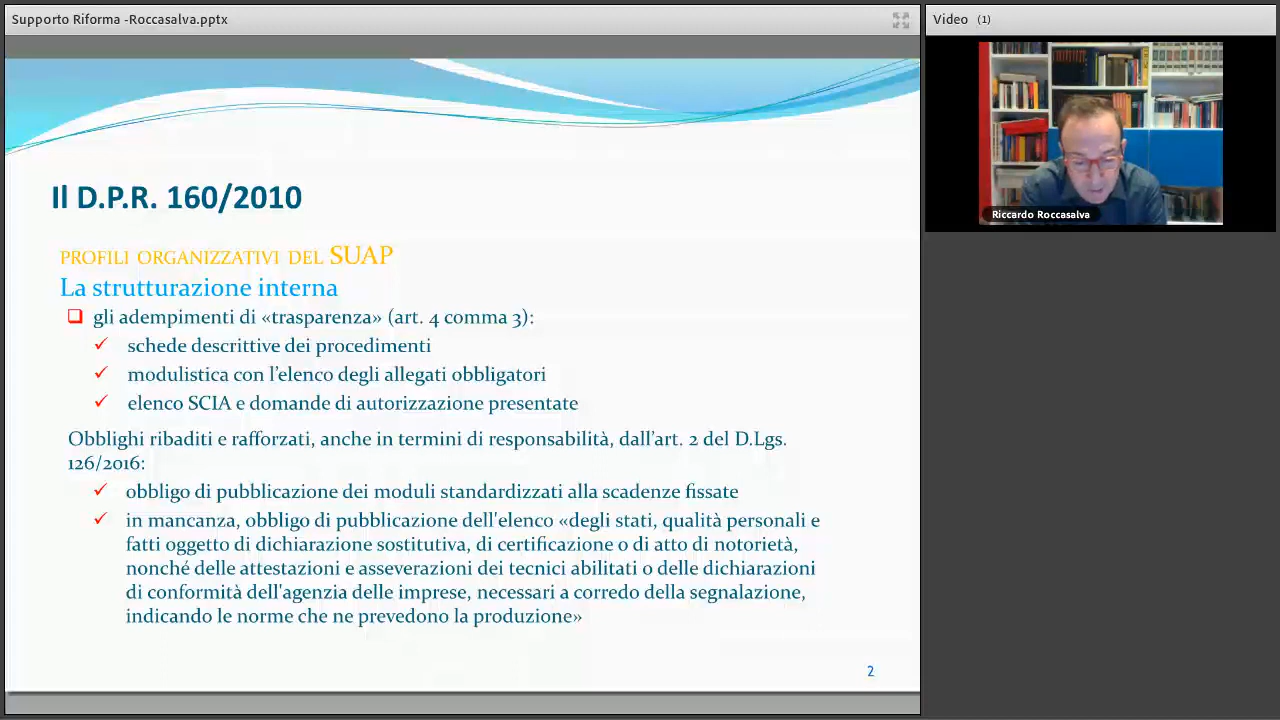 Supporto Riforma -Roccasalva.pptx
Video (1)
Riccardo Roccasalva
Il D.P.R. 160/2010
PROFILI ORGANIZZATIVI DEL SUAP
La strutturazione interna
gli adempimenti di «trasparenza» (art. 4 comma 3):
schede descrittive dei procedimenti
modulistica con l'elenco degli allegati obbligatori
elenco SCIA e domande di autorizzazione presentate
Obblighi ribaditi e rafforzati, anche in termini di responsabilità, dall'art. 2 del D.Lgs.
126/2016:
obbligo di pubblicazione dei moduli standardizzati alla scadenze fissate
in mancanza, obbligo di pubblicazione dell'elenco «degli stati, qualità personali e
fatti oggetto di dichiarazione sostitutiva, di certificazione o di atto di notorietà,
nonché delle attestazioni e asseverazioni dei tecnici abilitati o delle dichiarazioni
di conformità dell'agenzia delle imprese, necessari a corredo della segnalazione,
indicando le norme che ne prevedono la produzione»
2